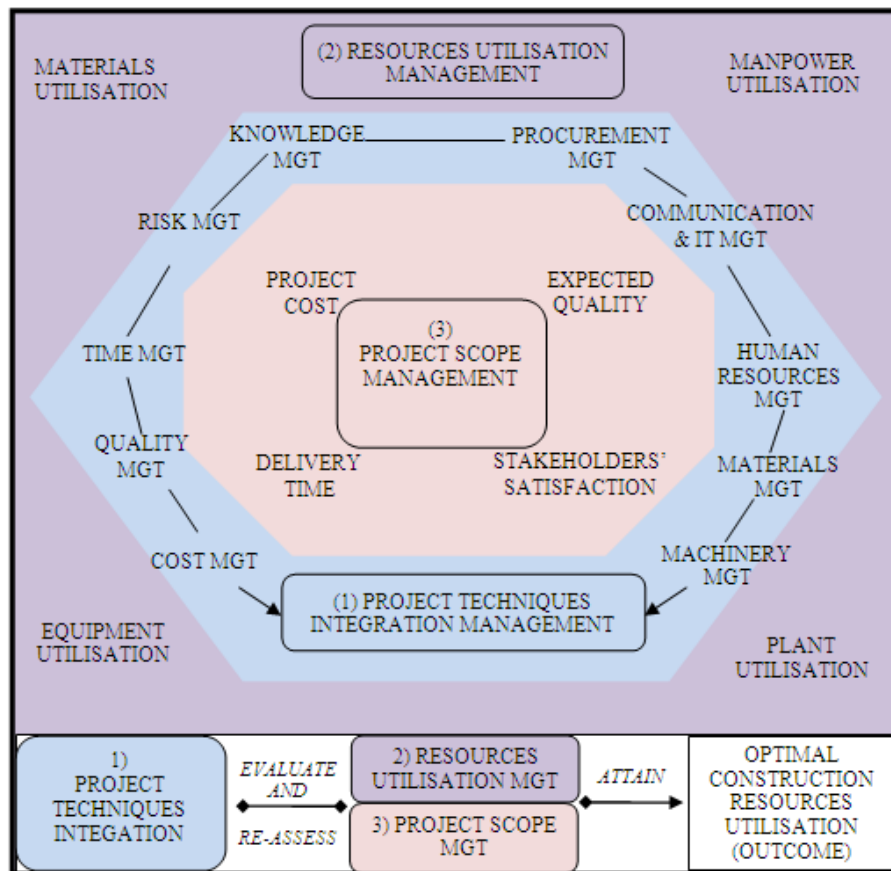 (2) RESOURCES UTILISATION
MANAGEMENT
MATERIALS
UTILISATION
MANPOWER
UTILISATION
KNOWLEDGE
MGT
PROCUREMENT
MGT
RISK MGT
COMMUNICATION
& IT MGT
PROJECT
COST
EXPECTED
QUALITY
(3)
PROJECT SCOPE
MANAGEMENT
TIME MGT
HUMAN
RESOURCES
MGT
QUALITY
MGT
DELIVERY
TIME
STAKEHOLDERS’
SATISFACTION
MATERIALS
MGT
COST MGT
MACHINERY
MGT
(1) PROJECT TECHNIQUES
INTEGRATION MANAGEMENT
EQUIPMENT
UTILISATION
PLANT
UTILISATION
1)
PROJECT
TECHNIQUES
INTEGATION
EVALUATE
AND
RE-ASSESS
2) RESOURCES
UTILISATION MGT
3) PROJECT SCOPE
MGT
ATTAIN
OPTIMAL
CONSTRUCTION
RESOURCES
UTILISATION
(OUTCOME)